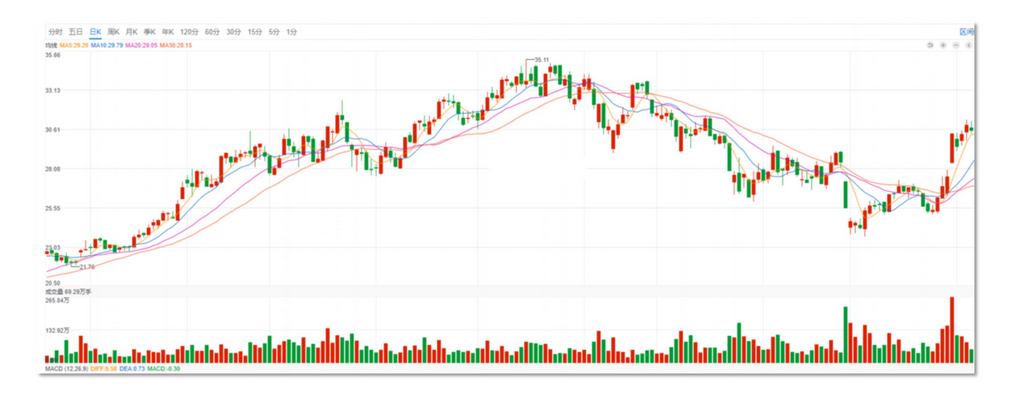 分时 五日 日K 周K 月K 季K 年K 120分 60分 30分 15分 5分 1分 区间
均线 MA5:29.26 MA10:29.79 MA20:29.05 MA30:28.15
35.66
35.11
33.13
30.61
28.08
25.55
23.03
21.76
20.50
成交量 69.29万手
265.84万
132.92万
MACD (12,26,9) DIFF:0.58 DEA:0.73 MACD:-0.30